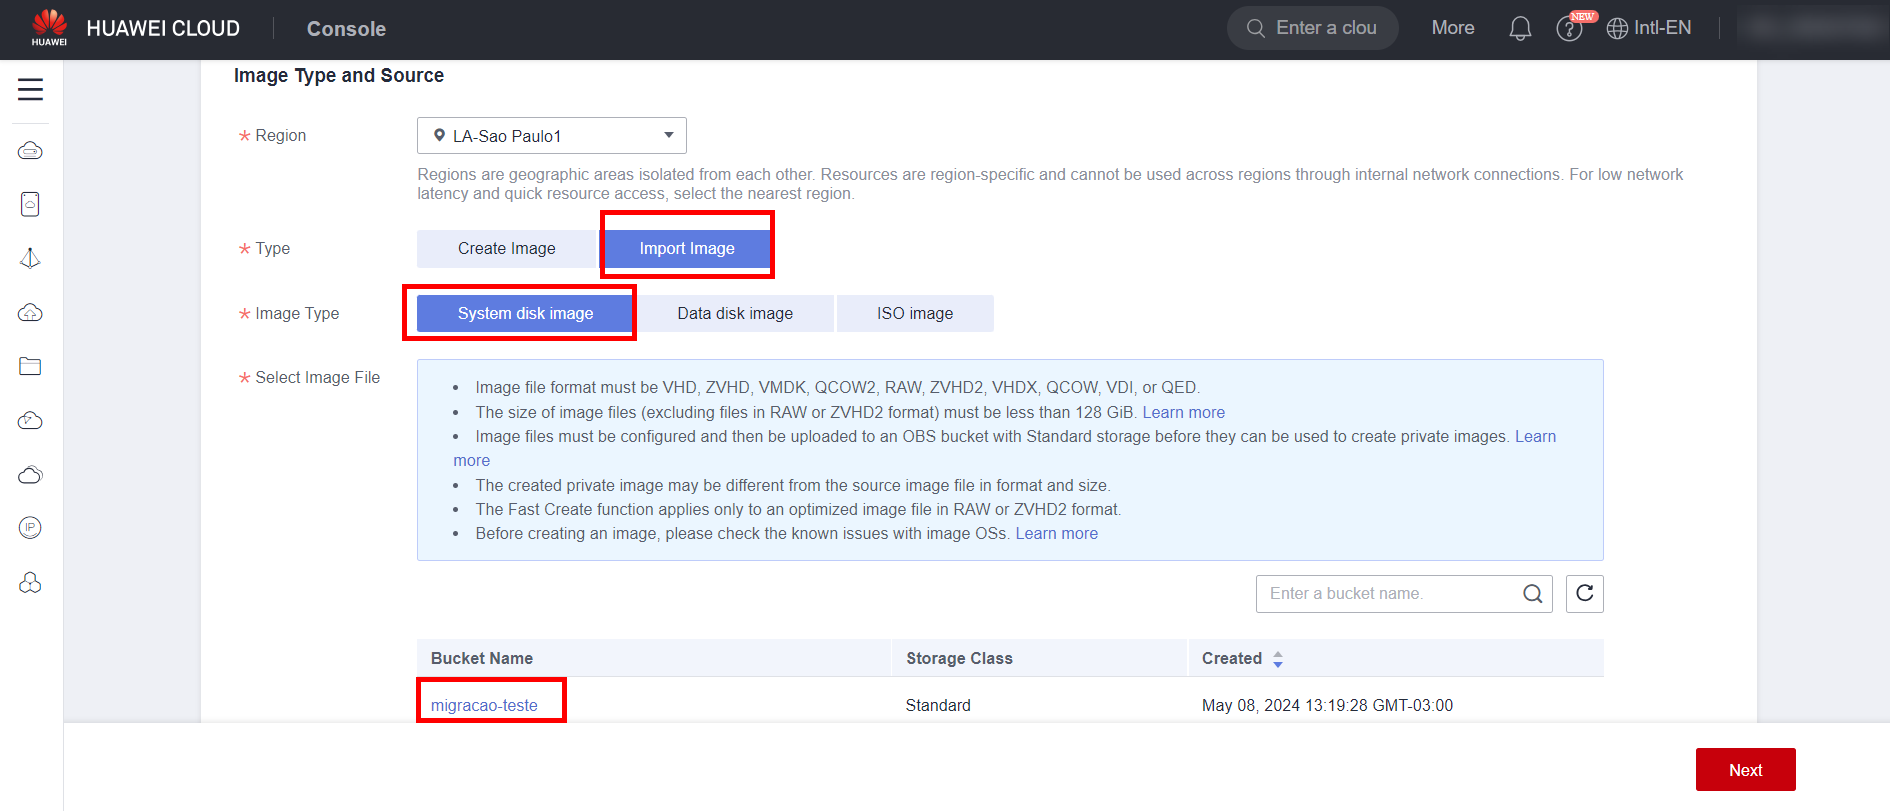 HUAWEI
HUAWEI CLOUD
Console
Enter a clou
More
NEW
Intl-EN
Image Type and Source
* Region
LA-Sao Paulo1
Regions are geographic areas isolated from each other. Resources are region-specific and cannot be used across regions through internal network connections. For low network
latency and quick resource access, select the nearest region.
* Type
Create Image
Import Image
* Image Type
System disk image
Data disk image
ISO image
* Select Image File
• Image file format must be VHD, ZVHD, VMDK, QCOW2, RAW, ZVHD2, VHDX, QCOW, VDI, or QED.
• The size of image files (excluding files in RAW or ZVHD2 format) must be less than 128 GiB. Learn more
• Image files must be configured and then be uploaded to an OBS bucket with Standard storage before they can be used to create private images. Learn
more
• The created private image may be different from the source image file in format and size.
• The Fast Create function applies only to an optimized image file in RAW or ZVHD2 format.
• Before creating an image, please check the known issues with image OSs. Learn more
IP
Enter a bucket name.
Bucket Name
Storage Class
Created
migracao-teste
Standard
May 08, 2024 13:19:28 GMT-03:00
Next